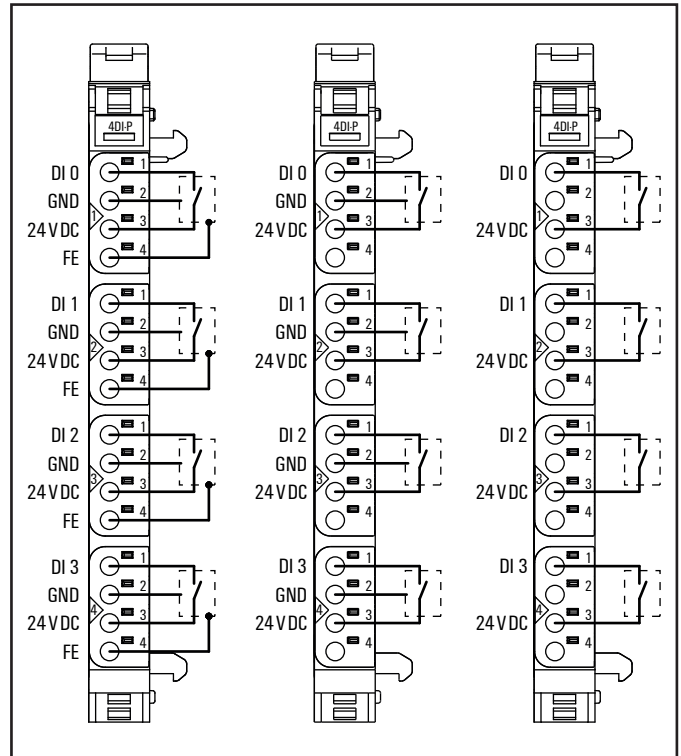 4DI-P
DI 0 1
GND 2
1
24 V DC 3
FE 4
DI 1 1
GND 2
2
24 V DC 3
FE 4
DI 2 1
GND 2
3
24 V DC 3
FE 4
DI 3 1
GND 2
4
24 V DC 3
FE 4
4DI-P
DI 0 1
GND 2
1
24 V DC 3
4
DI 1 1
GND 2
2
24 V DC 3
4
DI 2 1
GND 2
3
24 V DC 3
4
DI 3 1
GND 2
4
24 V DC 3
4
4DI-P
DI 0 1
2
1
24 V DC 3
4
DI 1 1
2
2
24 V DC 3
4
DI 2 1
2
3
24 V DC 3
4
DI 3 1
2
4
24 V DC 3
4